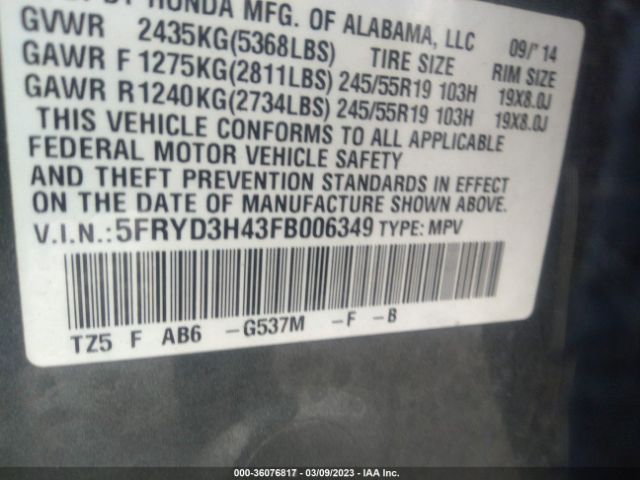 BY HONDA MFG. OF ALABAMA, LLC
GVWR 2435KG(5368LBS) TIRE SIZE 09/ 14 RIM SIZE
GAWR F 1275KG(2811LBS) 245/55R19 103H 19X8.0J
GAWR R 1240KG(2734LBS) 245/55R19 103H 19X8.0J
THIS VEHICLE CONFORMS TO ALL APPLICABLE
FEDERAL MOTOR VEHICLE SAFETY
AND THEFT PREVENTION STANDARDS IN EFFECT
ON THE DATE OF MANUFACTURE SHOWN ABOVE.
V.I.N.: 5FRYD3H43FB006349 TYPE: MPV
TZ5 F AB6 -G537M -F -B
000-36076817 - 03/09/2023 - IAA Inc.